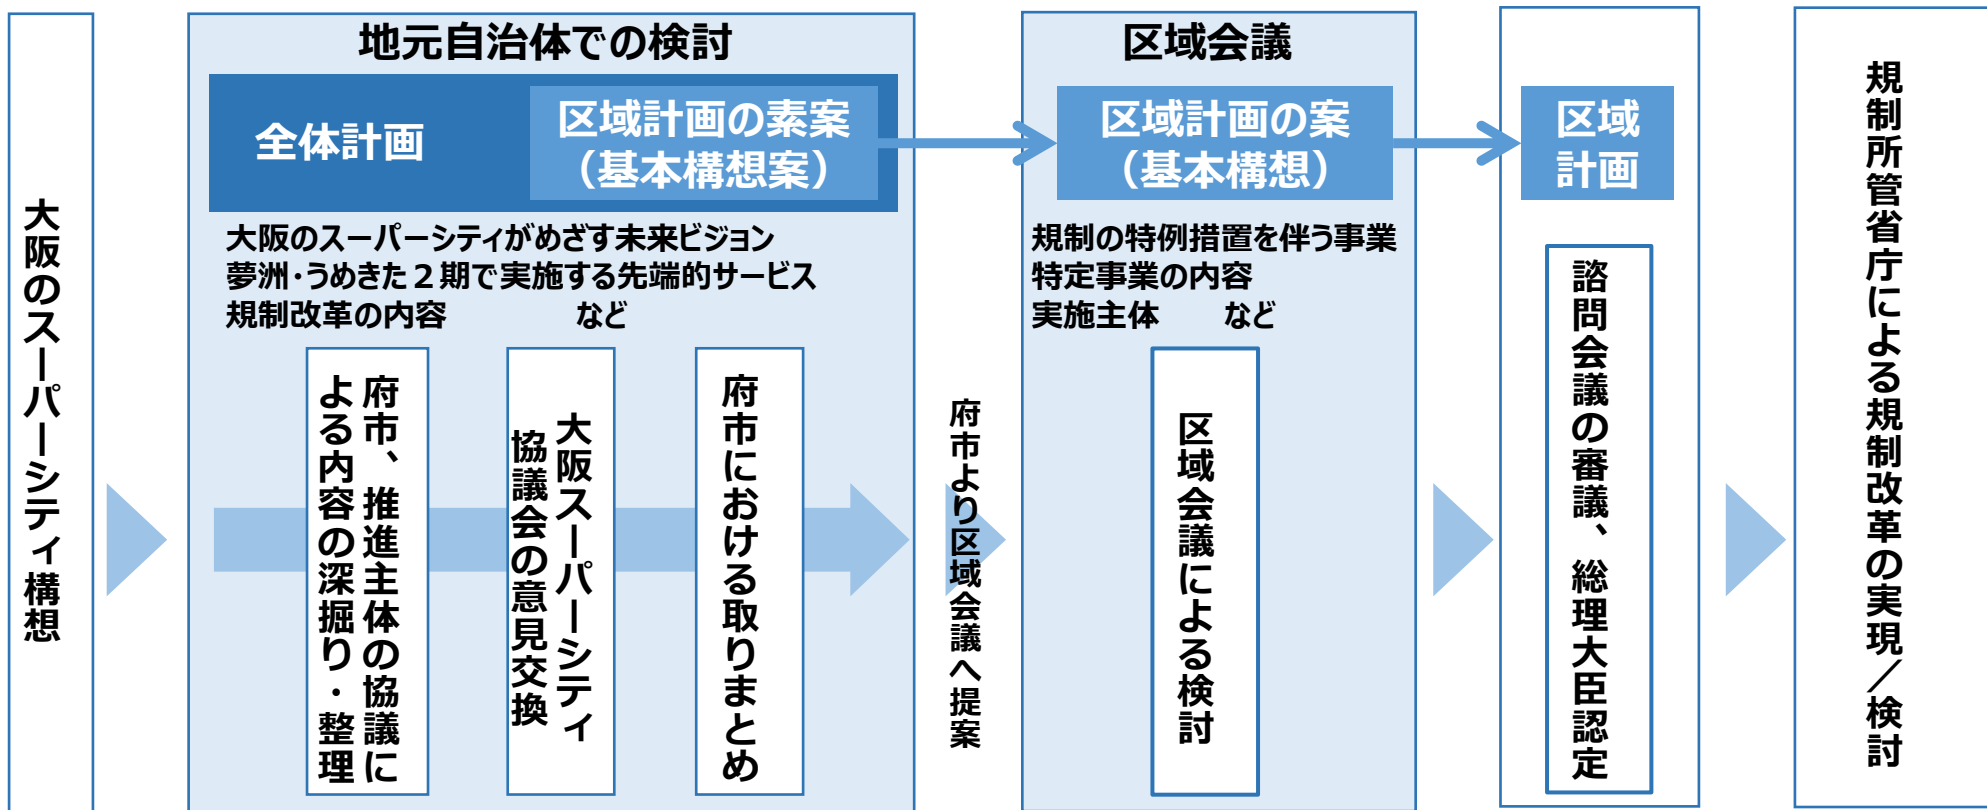 大阪のスーパーシティ構想
地元自治体での検討
全体計画
区域計画の素案
（基本構想案）
大阪のスーパーシティがめざす未来ビジョン
夢洲・うめきた２期で実施する先端的サービス
規制改革の内容　　　　など
府市、推進主体の協議に
よる内容の深掘り・整理
大阪スーパーシティ
協議会の意見交換
府市における取りまとめ
府市より区域会議へ提案
区域会議
区域計画の案
（基本構想）
規制の特例措置を伴う事業
特定事業の内容
実施主体　　など
区域会議による検討
区域
計画
諮問会議の審議、総理大臣認定
規制所管省庁による規制改革の実現／検討